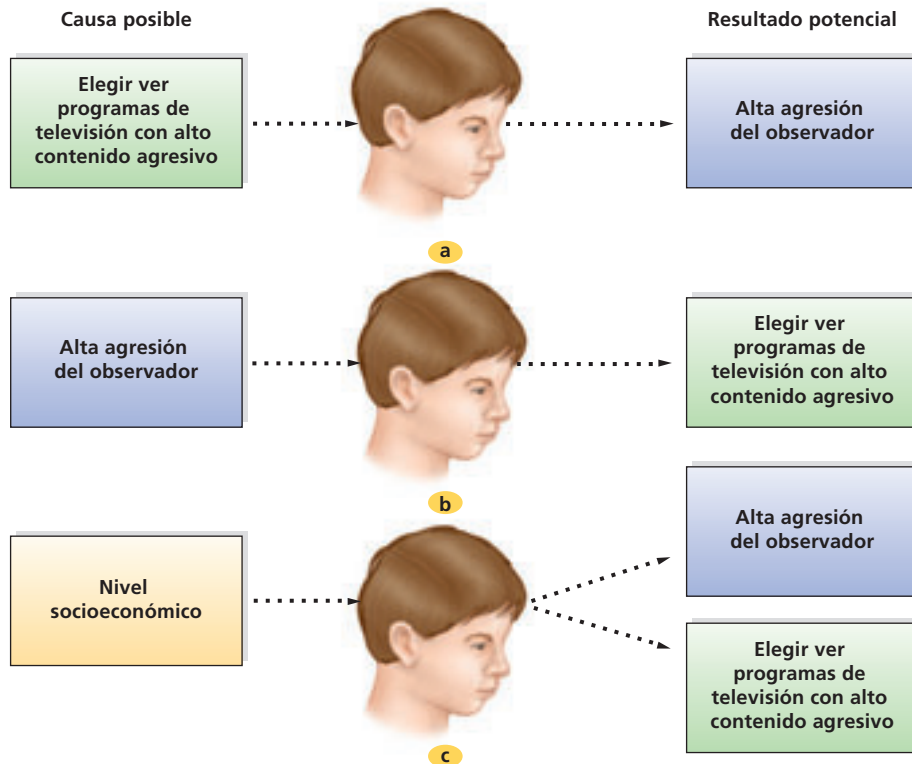 Causa posible
Resultado potencial
Elegir ver
programas de
televisión con alto
contenido agresivo
Alta agresión
del observador
a
Alta agresión
del observador
Elegir ver
programas de
televisión con alto
contenido agresivo
b
Nivel
socioeconómico
Alta agresión
del observador
Elegir ver
programas de
televisión con alto
contenido agresivo
c